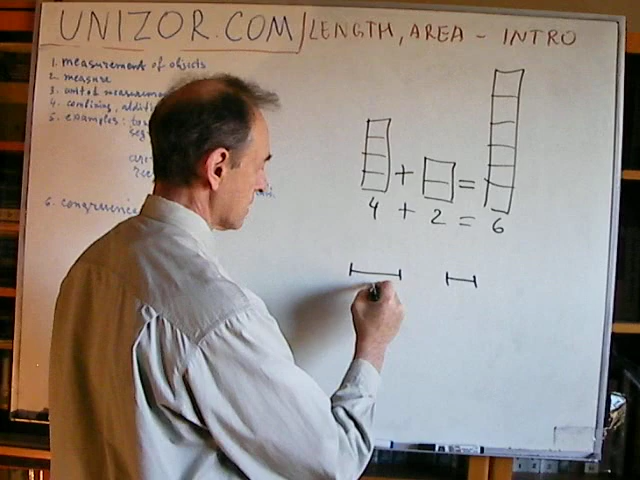 UNIZOR.COM/LENGTH, AREA - INTRO
1. measurement of objects
2. measure
3. unit of measurement
4. combining,
5. examples:
6. congruence
+ =
4 + 2 = 6